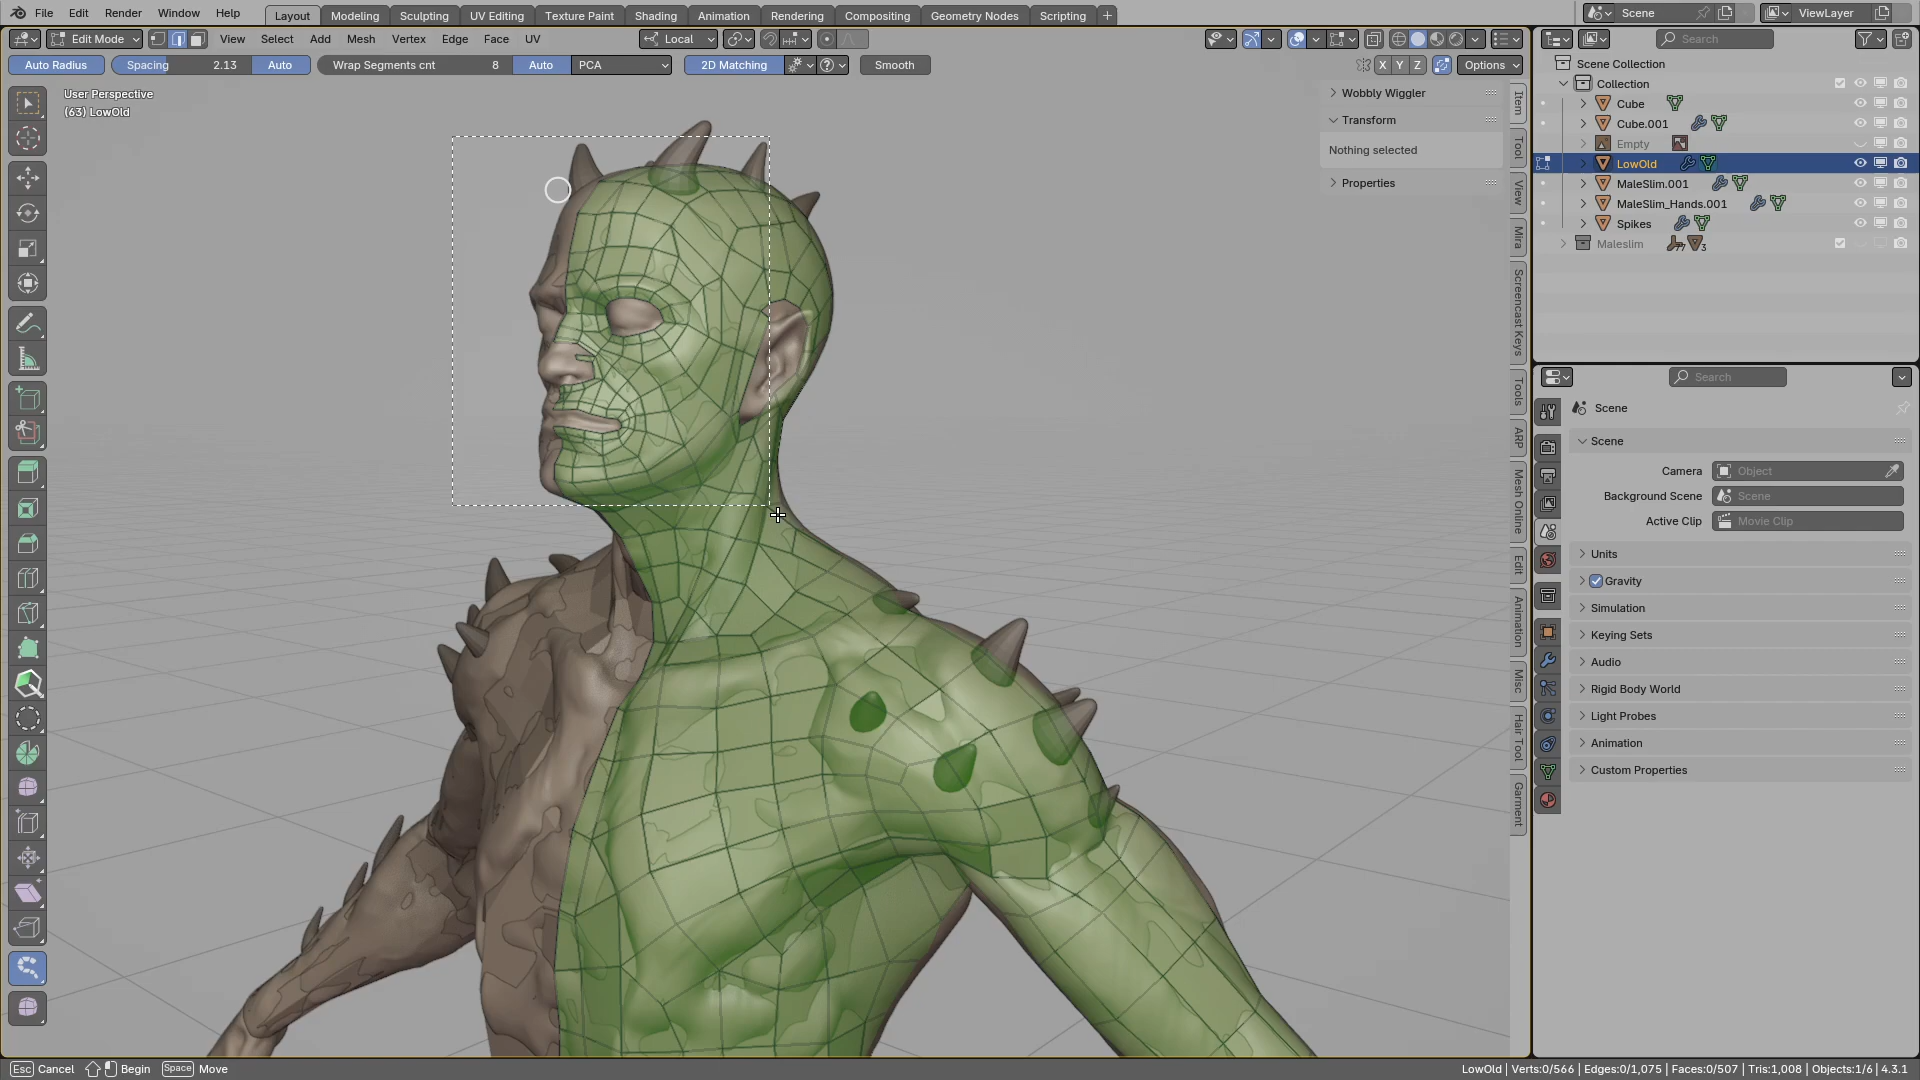 File Edit Render Window Help Layout Modeling Sculpting UV Editing Texture Paint Shading Animation Rendering Compositing Geometry Nodes Scripting + Scene ViewLayer
Edit Mode View Select Add Mesh Vertex Edge Face UV Local Search
Auto Radius Spacing 2.13 Auto Wrap Segments cnt 8 Auto PCA 2D Matching Smooth X Y Z Options
User Perspective
(63) LowOld
Wobbly Wiggler
Transform
Nothing selected
Properties
Item
Tool
View
Mira
Screencast Keys
Tools
ARP
Mesh Online
Edit
Animation
Misc
Hair Tool
Garment
Scene Collection
Collection
Cube
Cube.001
Empty
LowOld
MaleSlim.001
MaleSlim_Hands.001
Spikes
Maleslim 3
Search
Scene
Scene
Camera Object
Background Scene Scene
Active Clip Movie Clip
Units
Gravity
Simulation
Keying Sets
Audio
Rigid Body World
Light Probes
Animation
Custom Properties
Esc Cancel Begin Space Move LowOld | Verts:0/566 | Edges:0/1,075 | Faces:0/507 | Tris:1,008 | Objects:1/6 | 4.3.1